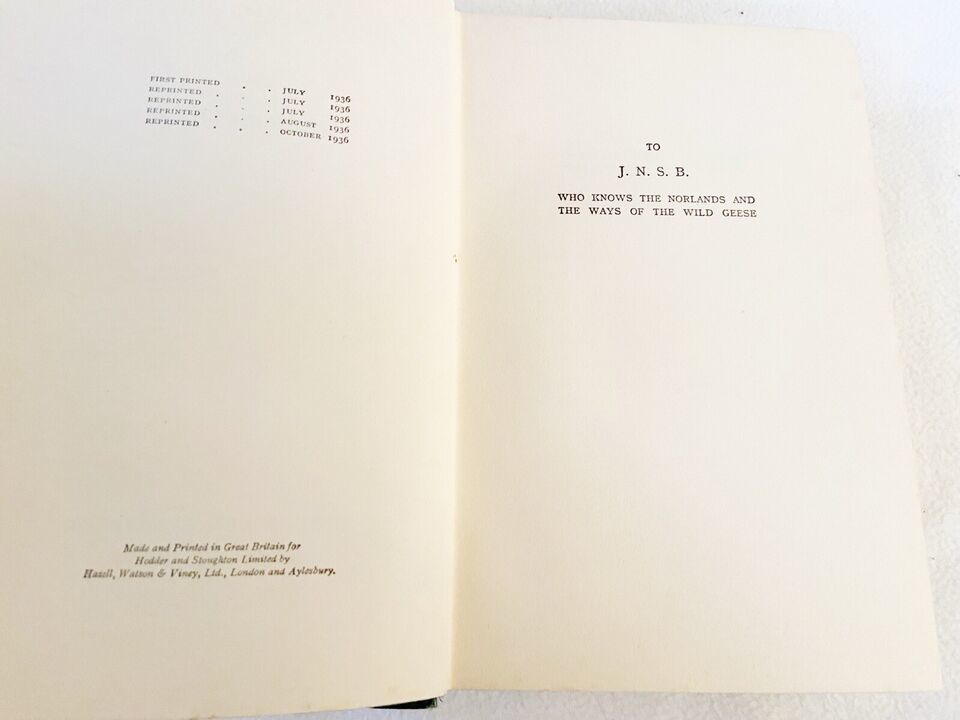 FIRST PRINTED . . JULY 1936
REPRINTED . . . JULY 1936
REPRINTED . . . JULY 1936
REPRINTED . . . AUGUST 1936
REPRINTED . . . OCTOBER 1936
Made and Printed in Great Britain for
Hodder and Stoughton Limited by
Hazell, Watson & Viney, Ltd., London and Aylesbury.
TO
J. N. S. B.
WHO KNOWS THE NORLANDS AND
THE WAYS OF THE WILD GEESE